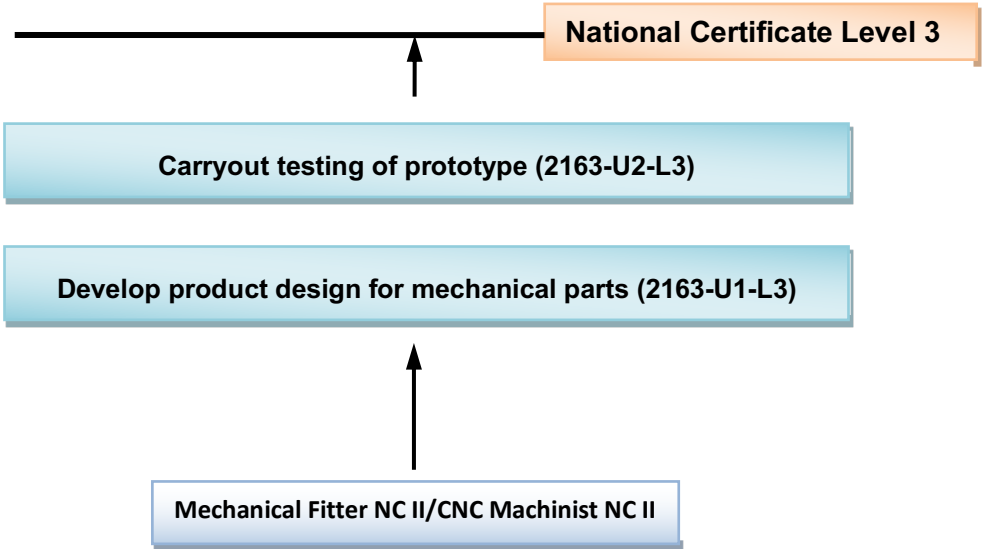 National Certificate Level 3
Carryout testing of prototype (2163-U2-L3)
Develop product design for mechanical parts (2163-U1-L3)
Mechanical Fitter NC II/CNC Machinist NC II